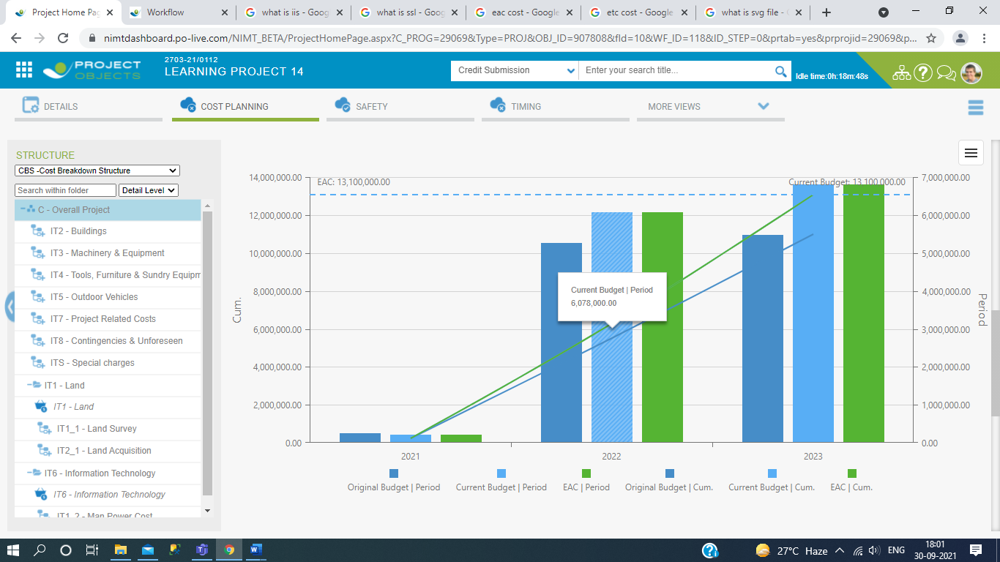 Project Home Pag
Workflow
what is iis - Goog
what is ssl - Goog
eac cost - Google
etc cost - Google
what is svg file - G
nimtdashboard.po-live.com/NIMT_BETA/ProjectHomePage.aspx?C_PROG=29069&Type=PROJ&OBJ_ID=907808&fId=10&WF_ID=118&ID_STEP=0&prtab=yes&prprojid=29069&p...
PROJECT
OBJECTS
2703-21/0112
LEARNING PROJECT 14
Credit Submission
Enter your search title...
Idle time:0h:18m:48s
DETAILS
COST PLANNING
SAFETY
TIMING
MORE VIEWS
STRUCTURE
CBS -Cost Breakdown Structure
Search within folder
Detail Level
C - Overall Project
IT2 - Buildings
IT3 - Machinery & Equipment
IT4 - Tools, Furniture & Sundry Equipm
IT5 - Outdoor Vehicles
IT7 - Project Related Costs
IT8 - Contingencies & Unforeseen
ITS - Special charges
IT1 - Land
IT1 - Land
IT1_1 - Land Survey
IT2_1 - Land Acquisition
IT6 - Information Technology
IT6 - Information Technology
IT1_2 - Man Power Cost
14,000,000.00
12,000,000.00
10,000,000.00
8,000,000.00
6,000,000.00
4,000,000.00
2,000,000.00
0.00
Cum.
EAC: 13,100,000.00
Current Budget: 13,100,000.00
Current Budget | Period
6,078,000.00
7,000,000.00
6,000,000.00
5,000,000.00
4,000,000.00
3,000,000.00
2,000,000.00
1,000,000.00
0.00
Period
2021
2022
2023
Original Budget | Period
Current Budget | Period
EAC | Period
Original Budget | Cum.
Current Budget | Cum.
EAC | Cum.
27°C Haze
ENG
18:01
30-09-2021